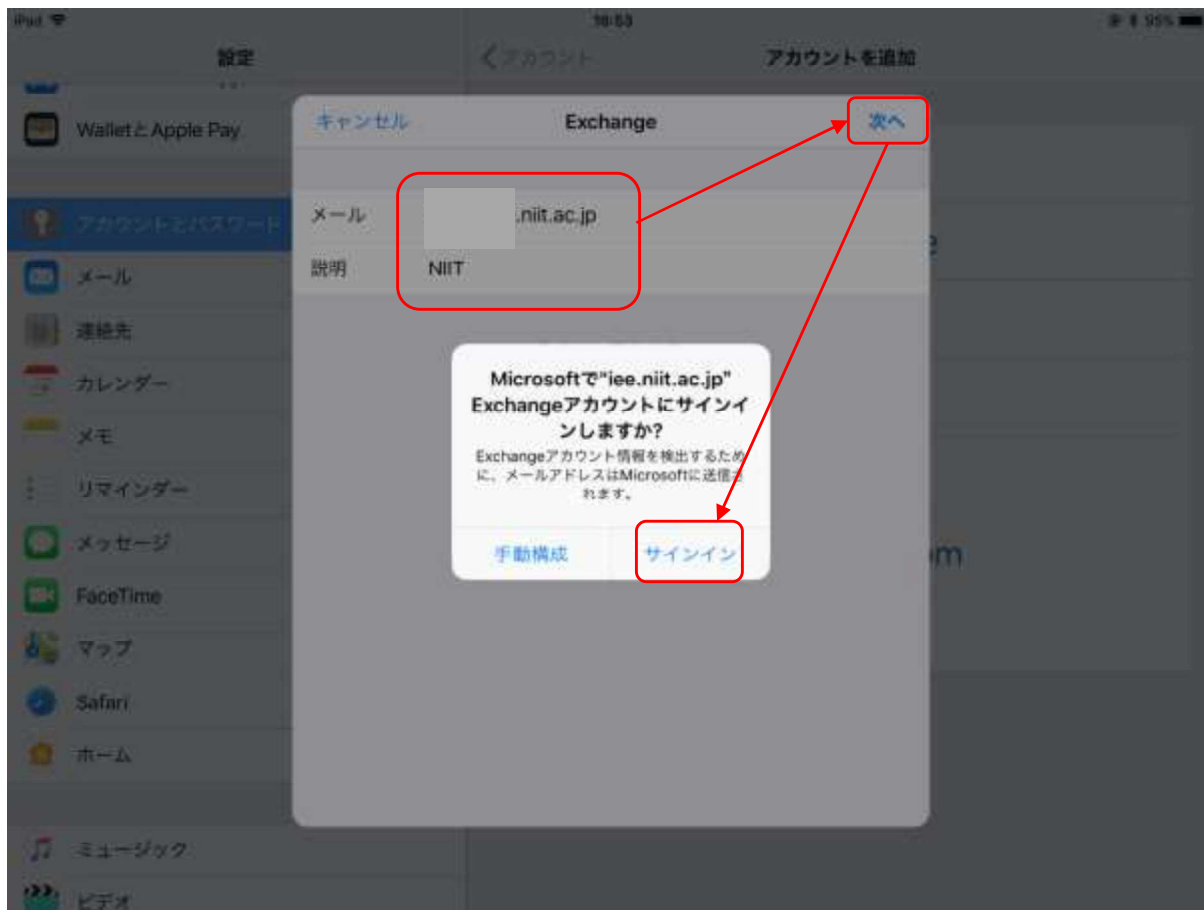 iPad
16:53
95%
設定
アカウント
アカウントを追加
WalletとApple Pay
キャンセル
Exchange
次へ
アカウントとパスワード
メール
.niit.ac.jp
説明
NIIT
メール
連絡先
カレンダー
メモ
リマインダー
メッセージ
FaceTime
マップ
Safari
ホーム
ミュージック
ビデオ
Microsoftで"iee.niit.ac.jp"
Exchangeアカウントにサインイ
ンしますか?
Exchangeアカウント情報を検出するため
に、メールアドレスはMicrosoftに送信さ
れます。
手動構成
サインイン
om